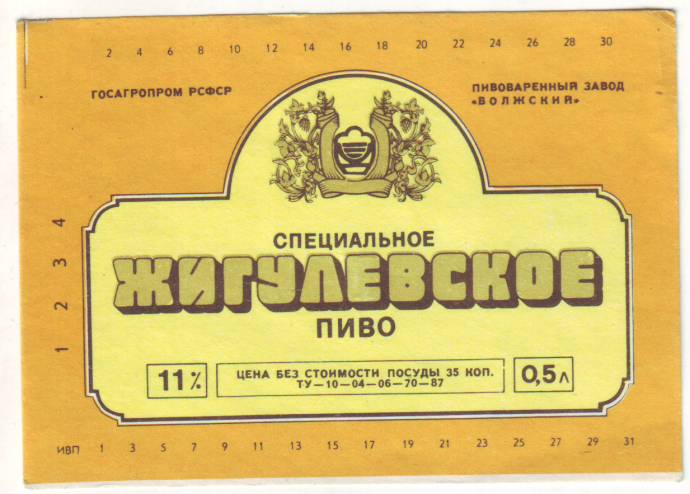 2 4 6 8 10 12 14 16 18 20 22 24 26 28 30
ГОСАГРОПРОМ РСФСР
ПИВОВАРЕННЫЙ ЗАВОД
«ВОЛЖСКИЙ»
СПЕЦИАЛЬНОЕ
ЖИГУЛЕВСКОЕ
ПИВО
11%
ЦЕНА БЕЗ СТОИМОСТИ ПОСУДЫ 35 КОП.
ТУ—10—04—06—70—87
0,5л
1 2 3 4
ИВП 1 3 5 7 9 11 13 15 17 19 21 23 25 27 29 31